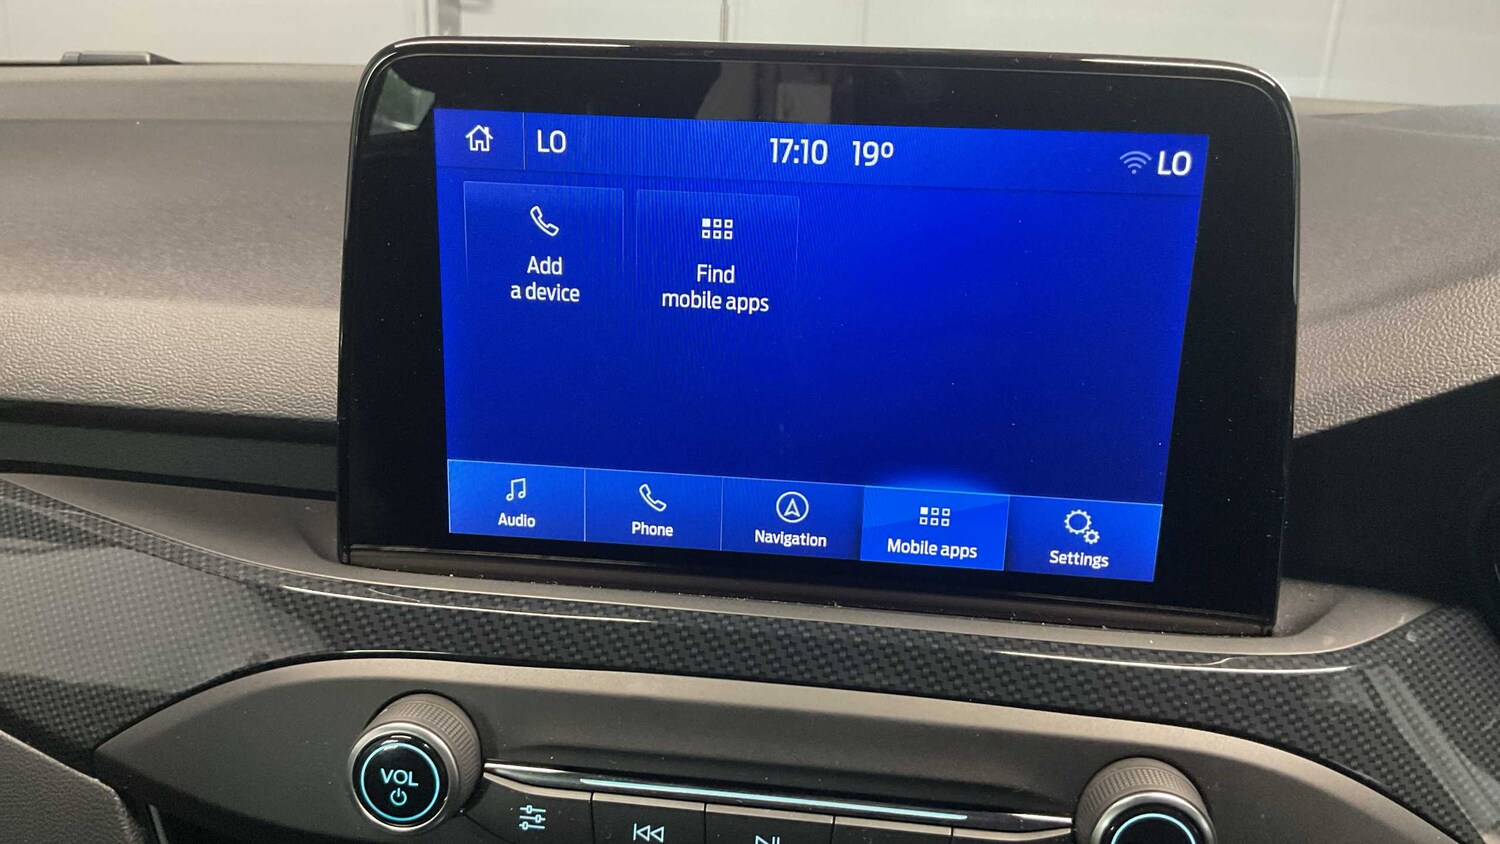 LO
17:10 19°
LO
Add
a device
Find
mobile apps
Audio
Phone
Navigation
Mobile apps
Settings
VOL